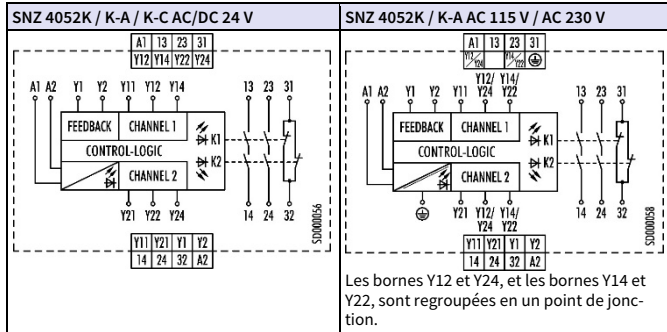 SNZ 4052K / K-A / K-C AC/DC 24 V
A1 13 23 31
Y12 Y14 Y22 Y24
A1 A2 Y1 Y2 Y11 Y12 Y14 13 23 31
FEEDBACK CHANNEL 1
K1
CONTROL-LOGIC
K2
CHANNEL 2
Y21 Y22 Y24 14 24 32
SD000056
Y11 Y21 Y1 Y2
14 24 32 A2
SNZ 4052K / K-A AC 115 V / AC 230 V
A1 13 23 31
Y12/Y24 Y14/Y22
Y12/ Y14/
A1 A2 Y1 Y2 Y11 Y24 Y22 13 23 31
FEEDBACK CHANNEL 1
K1
CONTROL-LOGIC
K2
CHANNEL 2
Y21 Y12/ Y14/ 14 24 32
Y24 Y22
SD000058
Y11 Y21 Y1 Y2
14 24 32 A2
Les bornes Y12 et Y24, et les bornes Y14 et
Y22, sont regroupées en un point de jonc-
tion.